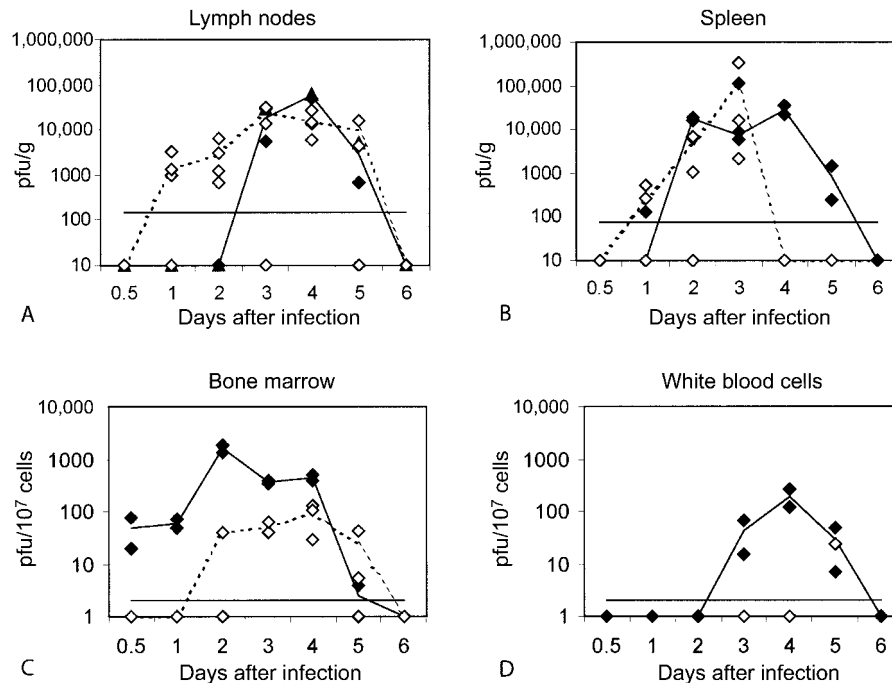 Lymph nodes
1,000,000
100,000
10,000
1000
100
10
pfu/g
0.5 1 2 3 4 5 6
A
Days after infection
Spleen
1,000,000
100,000
10,000
1000
100
10
pfu/g
0.5 1 2 3 4 5 6
B
Days after infection
Bone marrow
10,000
1000
100
10
1
pfu/10⁷ cells
0.5 1 2 3 4 5 6
C
Days after infection
White blood cells
10,000
1000
100
10
1
pfu/10⁷ cells
0.5 1 2 3 4 5 6
D
Days after infection